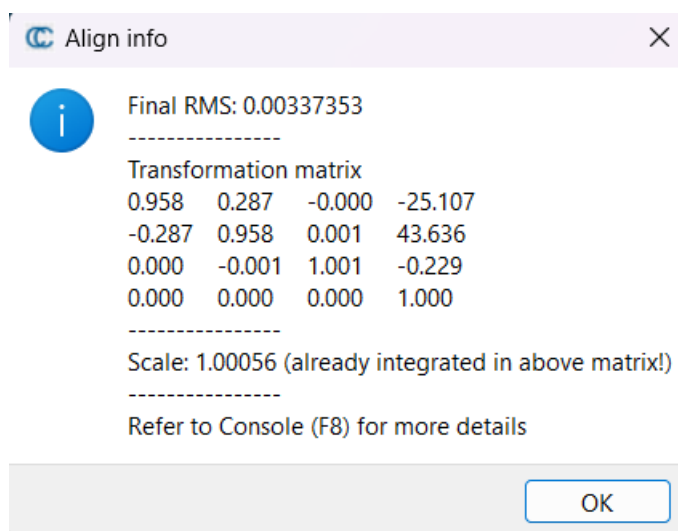 Align info
Final RMS: 0.00337353
----------------
Transformation matrix
0.958 0.287 -0.000 -25.107
-0.287 0.958 0.001 43.636
0.000 -0.001 1.001 -0.229
0.000 0.000 0.000 1.000
----------------
Scale: 1.00056 (already integrated in above matrix!)
----------------
Refer to Console (F8) for more details
OK